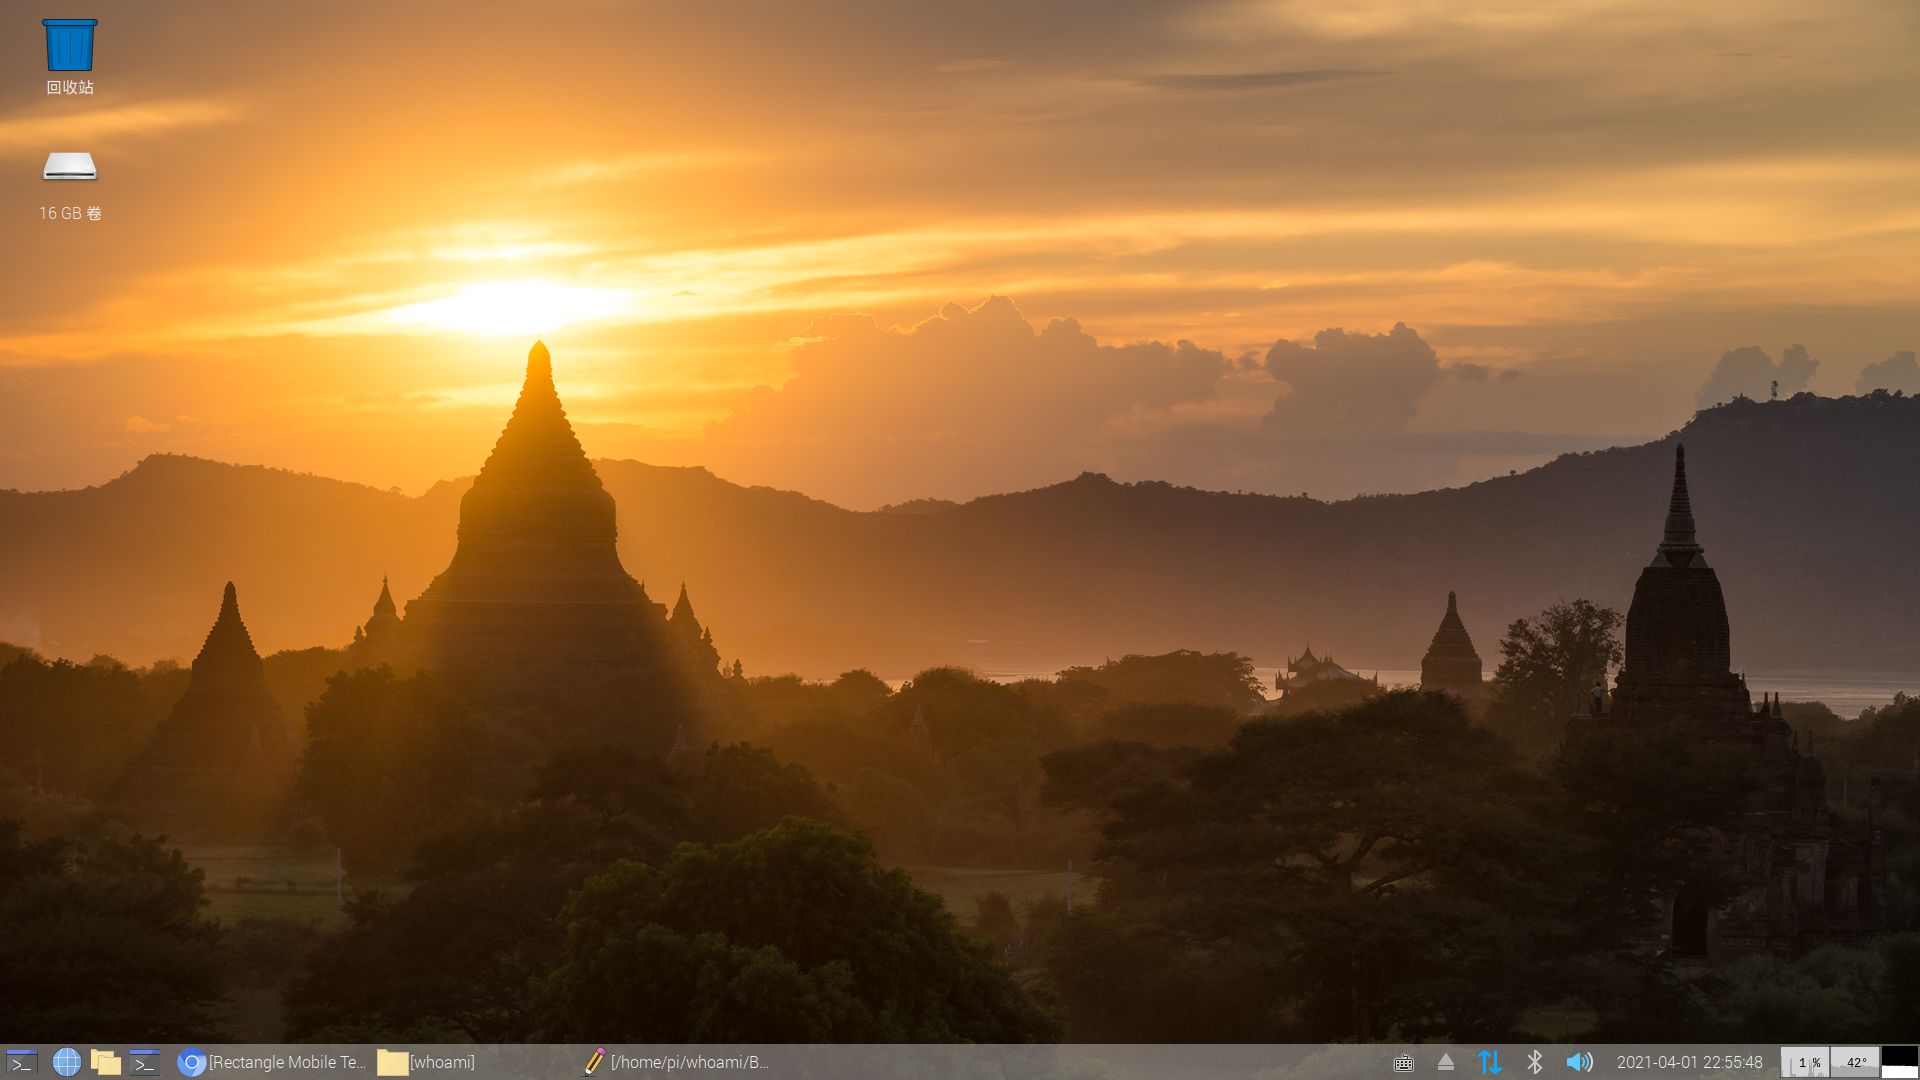 回收站
16 GB 卷
[Rectangle Mobile Te...
[whoami]
[/home/pi/whoami/B...
2021-04-01 22:55:48
1 %
42°